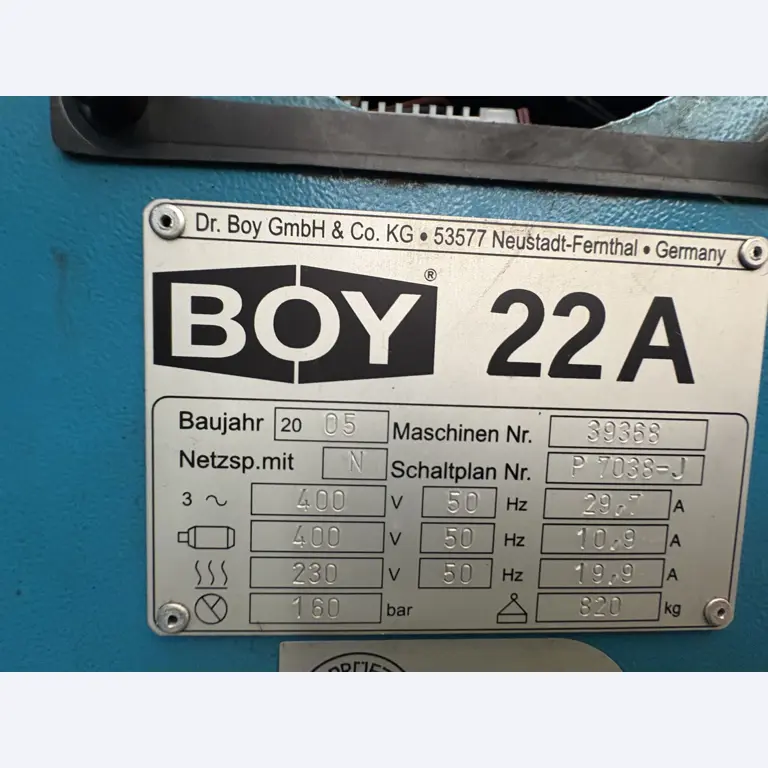 Dr. Boy GmbH & Co. KG • 53577 Neustadt-Fernthal • Germany
BOY® 22 A
Baujahr 20 05 Maschinen Nr. 39368
Netzsp.mit N Schaltplan Nr. P 7038-J
3 ~ 400 V 50 Hz 29,7 A
400 V 50 Hz 10,9 A
230 V 50 Hz 19,9 A
160 bar 820 kg